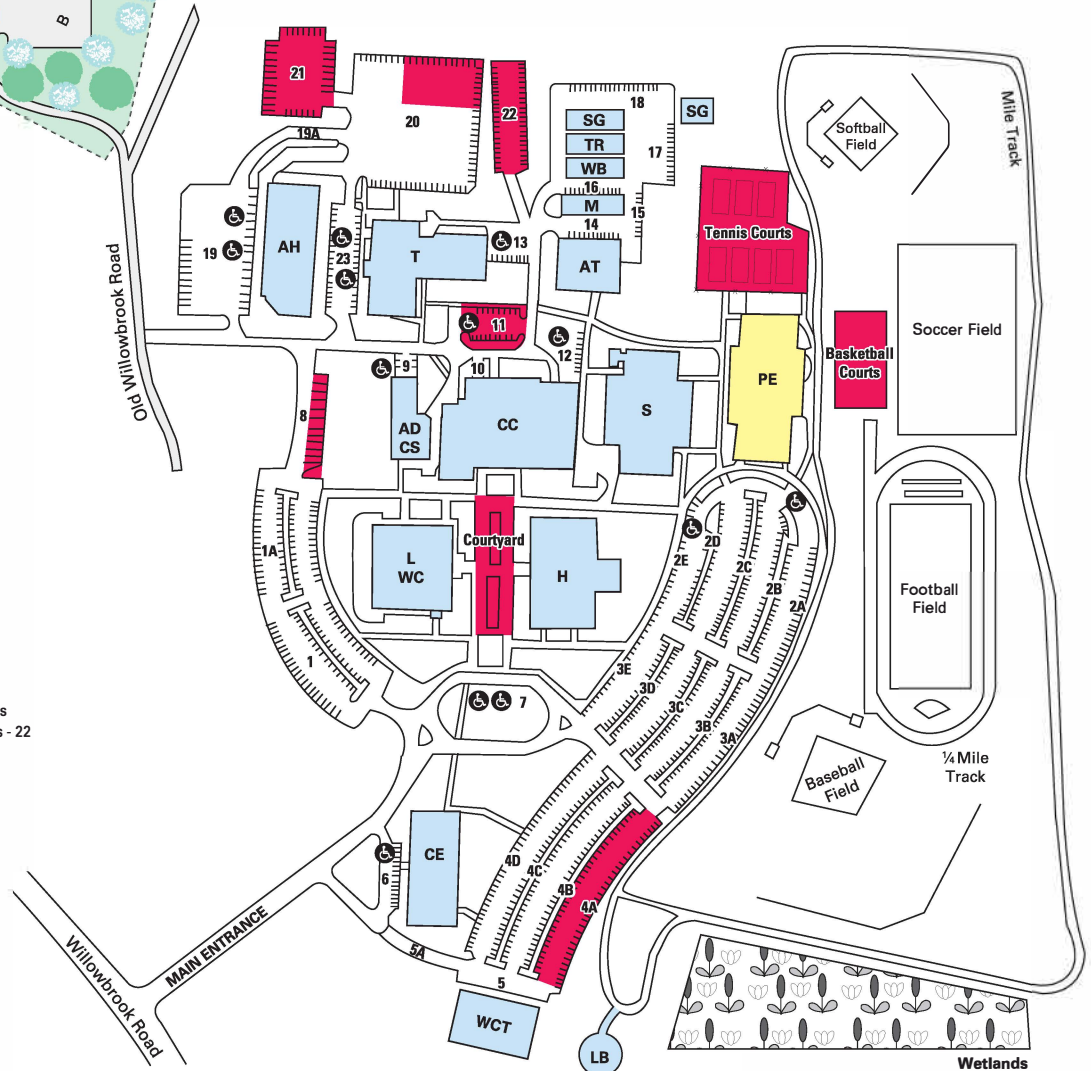 B
21
20
22
18
SG
SG
TR
17
WB
16
M
15
14
19A
Softball
Field
Mile Track
Tennis Courts
19
AH
23
T
13
AT
Old Willowbrook Road
11
12
Soccer Field
Basketball
Courts
PE
9
10
8
AD
CS
CC
S
1A
Courtyard
L
WC
H
2D
2E
2C
2B
2A
Football
Field
1
3E
3D
3C
3B
3A
7
s
s - 22
Baseball
Field
¼ Mile
Track
CE
6
4D
4C
4B
4A
5A
5
MAIN ENTRANCE
Willowbrook Road
WCT
LB
Wetlands